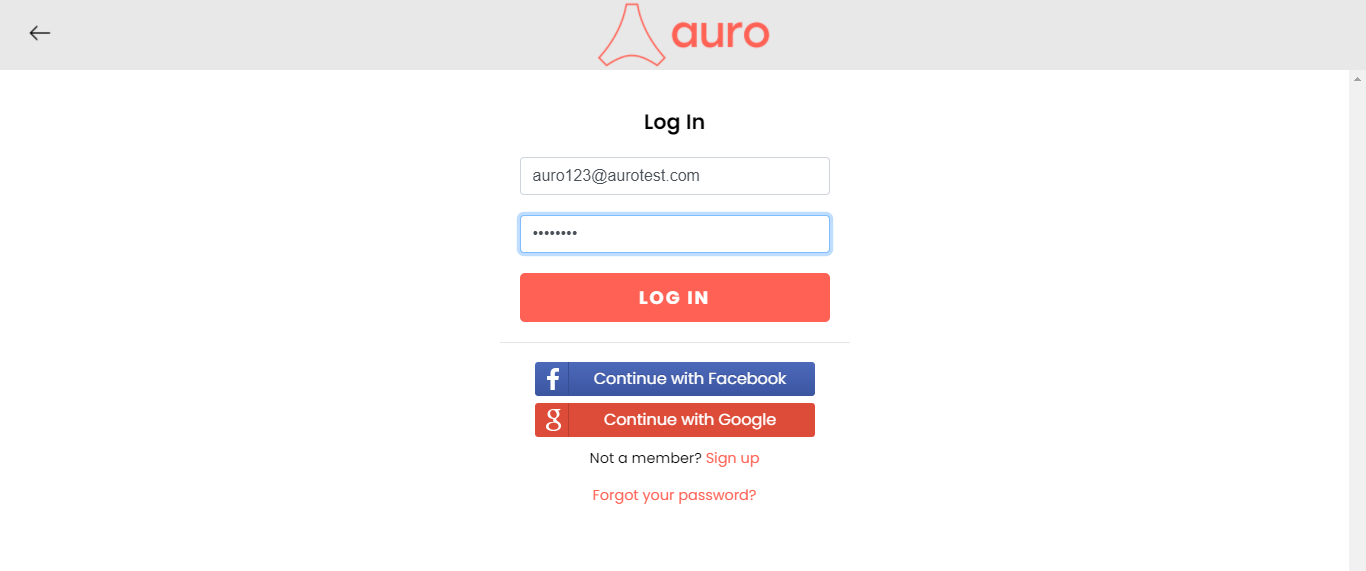 auro
Log In
auro123@aurotest.com
••••••••
LOG IN
f Continue with Facebook
g Continue with Google
Not a member? Sign up
Forgot your password?